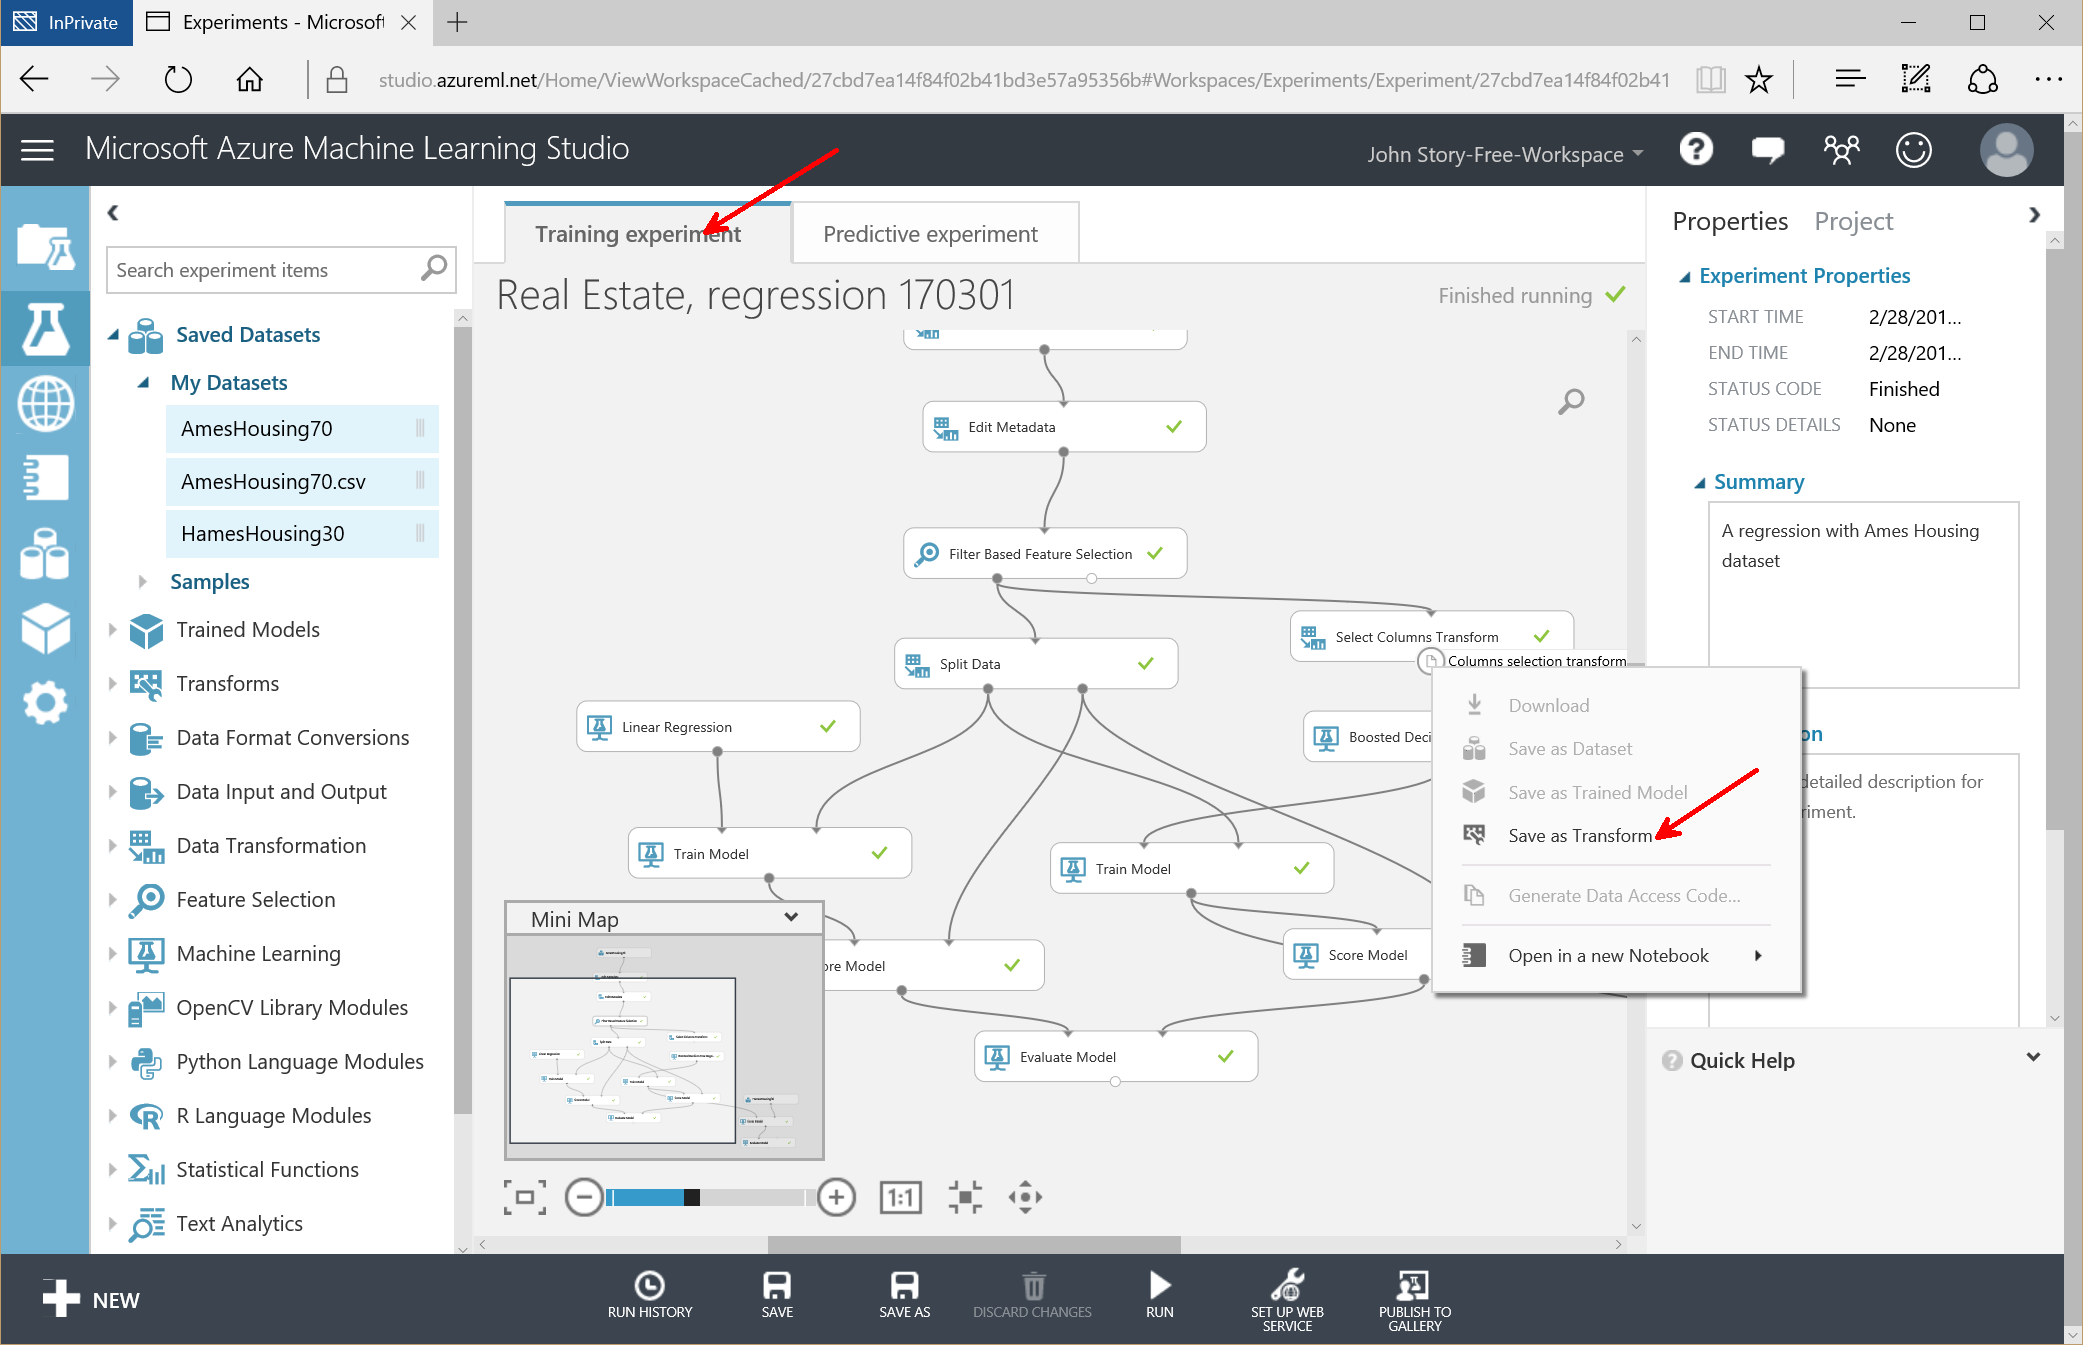 InPrivate
Experiments - Microsoft
studio.azureml.net/Home/ViewWorkspaceCached/27cbd7ea14f84f02b41bd3e57a95356b#Workspaces/Experiments/Experiment/27cbd7ea14f84f02b41
Microsoft Azure Machine Learning Studio
John Story-Free-Workspace
Search experiment items
Saved Datasets
My Datasets
AmesHousing70
AmesHousing70.csv
HamesHousing30
Samples
Trained Models
Transforms
Data Format Conversions
Data Input and Output
Data Transformation
Feature Selection
Machine Learning
OpenCV Library Modules
Python Language Modules
R Language Modules
Statistical Functions
Text Analytics
Training experiment
Predictive experiment
Real Estate, regression 170301
Finished running
Edit Metadata
Filter Based Feature Selection
Select Columns Transform
Columns selection transform
Split Data
Linear Regression
Boosted Deci
Train Model
Train Model
ore Model
Score Model
Evaluate Model
Download
Save as Dataset
Save as Trained Model
Save as Transform
Generate Data Access Code...
Open in a new Notebook
Mini Map
1:1
Properties
Project
Experiment Properties
START TIME 2/28/201...
END TIME 2/28/201...
STATUS CODE Finished
STATUS DETAILS None
Summary
A regression with Ames Housing
dataset
on
detailed description for
riment.
Quick Help
NEW
RUN HISTORY
SAVE
SAVE AS
DISCARD CHANGES
RUN
SET UP WEB
SERVICE
PUBLISH TO
GALLERY